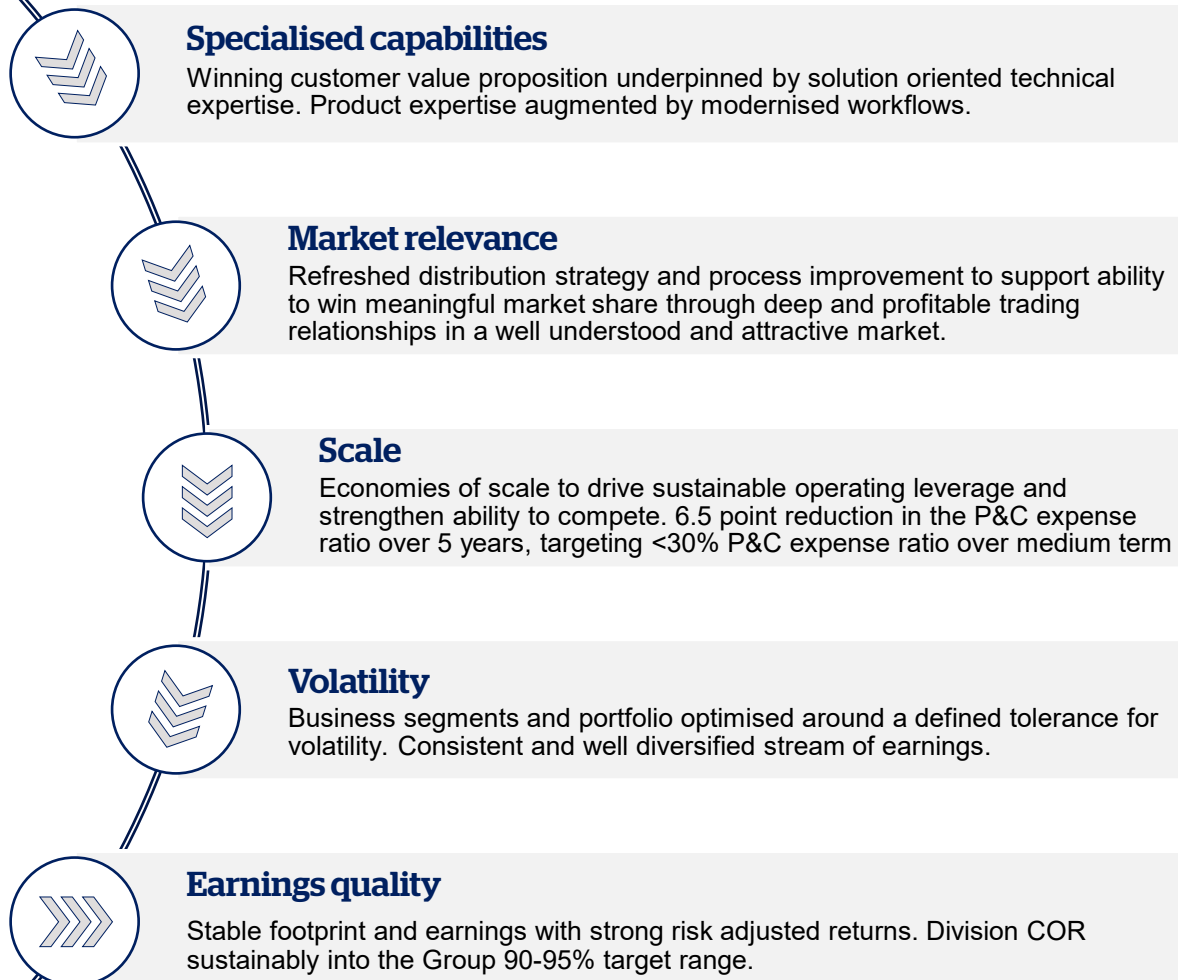 Specialised capabilities
Winning customer value proposition underpinned by solution oriented technical
expertise. Product expertise augmented by modernised workflows.
Market relevance
Refreshed distribution strategy and process improvement to support ability
to win meaningful market share through deep and profitable trading
relationships in a well understood and attractive market.
Scale
Economies of scale to drive sustainable operating leverage and
strengthen ability to compete. 6.5 point reduction in the P&C expense
ratio over 5 years, targeting <30% P&C expense ratio over medium term
Volatility
Business segments and portfolio optimised around a defined tolerance for
volatility. Consistent and well diversified stream of earnings.
Earnings quality
Stable footprint and earnings with strong risk adjusted returns. Division COR
sustainably into the Group 90-95% target range.